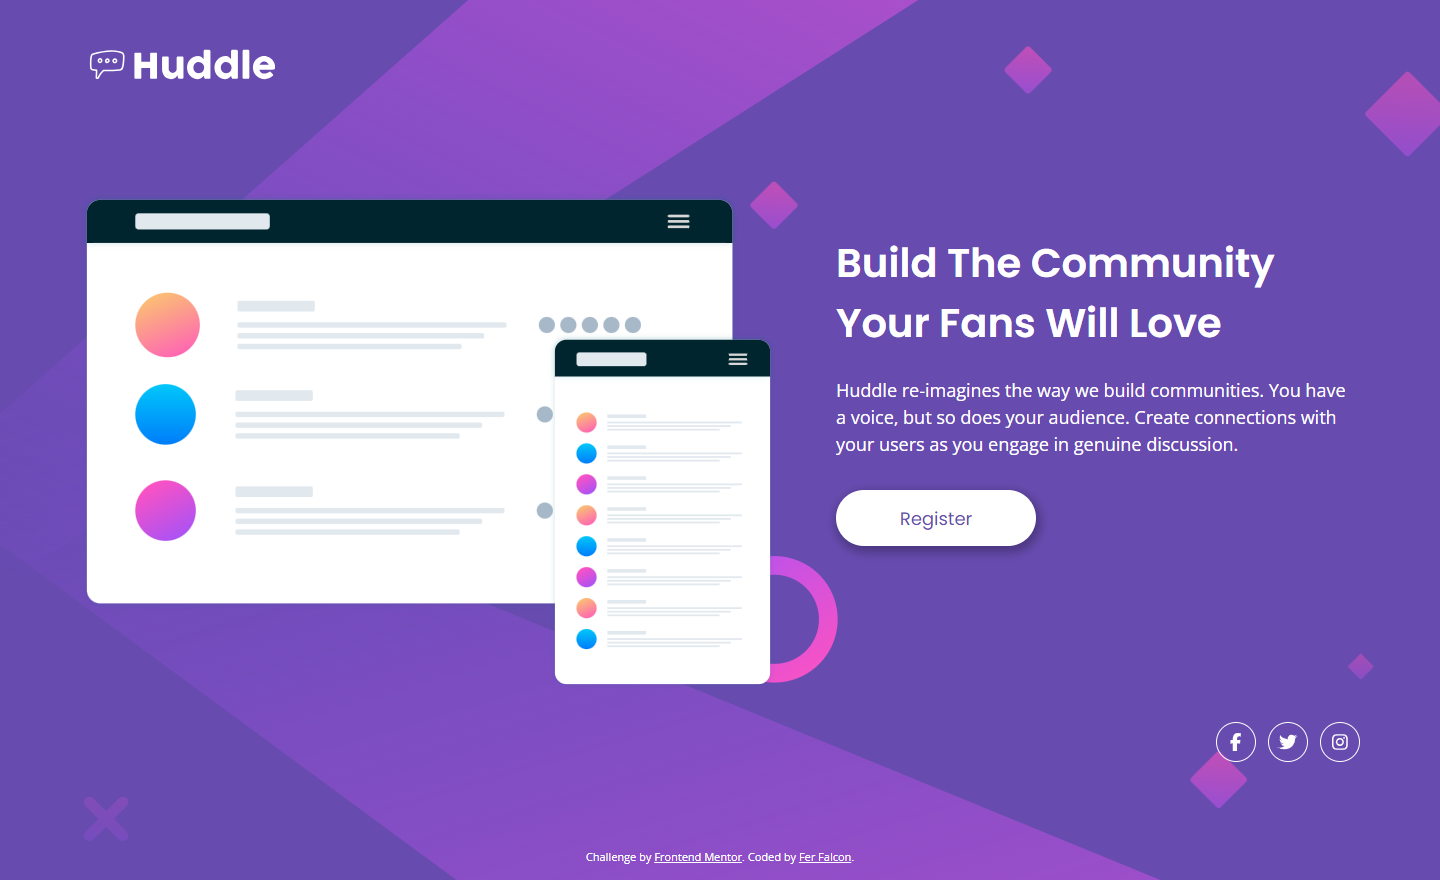 Huddle
Build The Community
Your Fans Will Love
Huddle re-imagines the way we build communities. You have
a voice, but so does your audience. Create connections with
your users as you engage in genuine discussion.
Register
Challenge by Frontend Mentor. Coded by Fer Falcon.